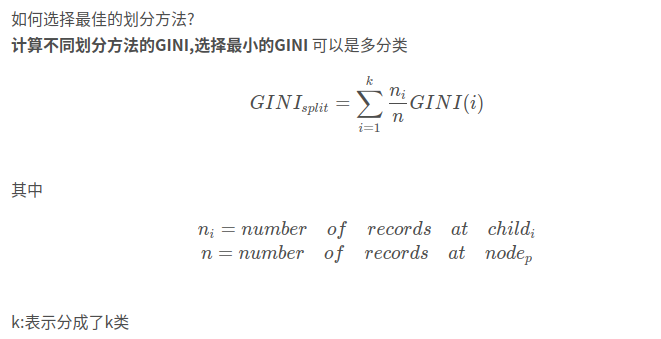 如何选择最佳的划分方法?
计算不同划分方法的GINI,选择最小的GINI 可以是多分类
$GINI_{split} = \sum_{i=1}^{k} \frac{n_i}{n} GINI(i)$
其中
$n_i = number \quad of \quad records \quad at \quad child_i$
$n = number \quad of \quad records \quad at \quad node_p$
k:表示分成了k类